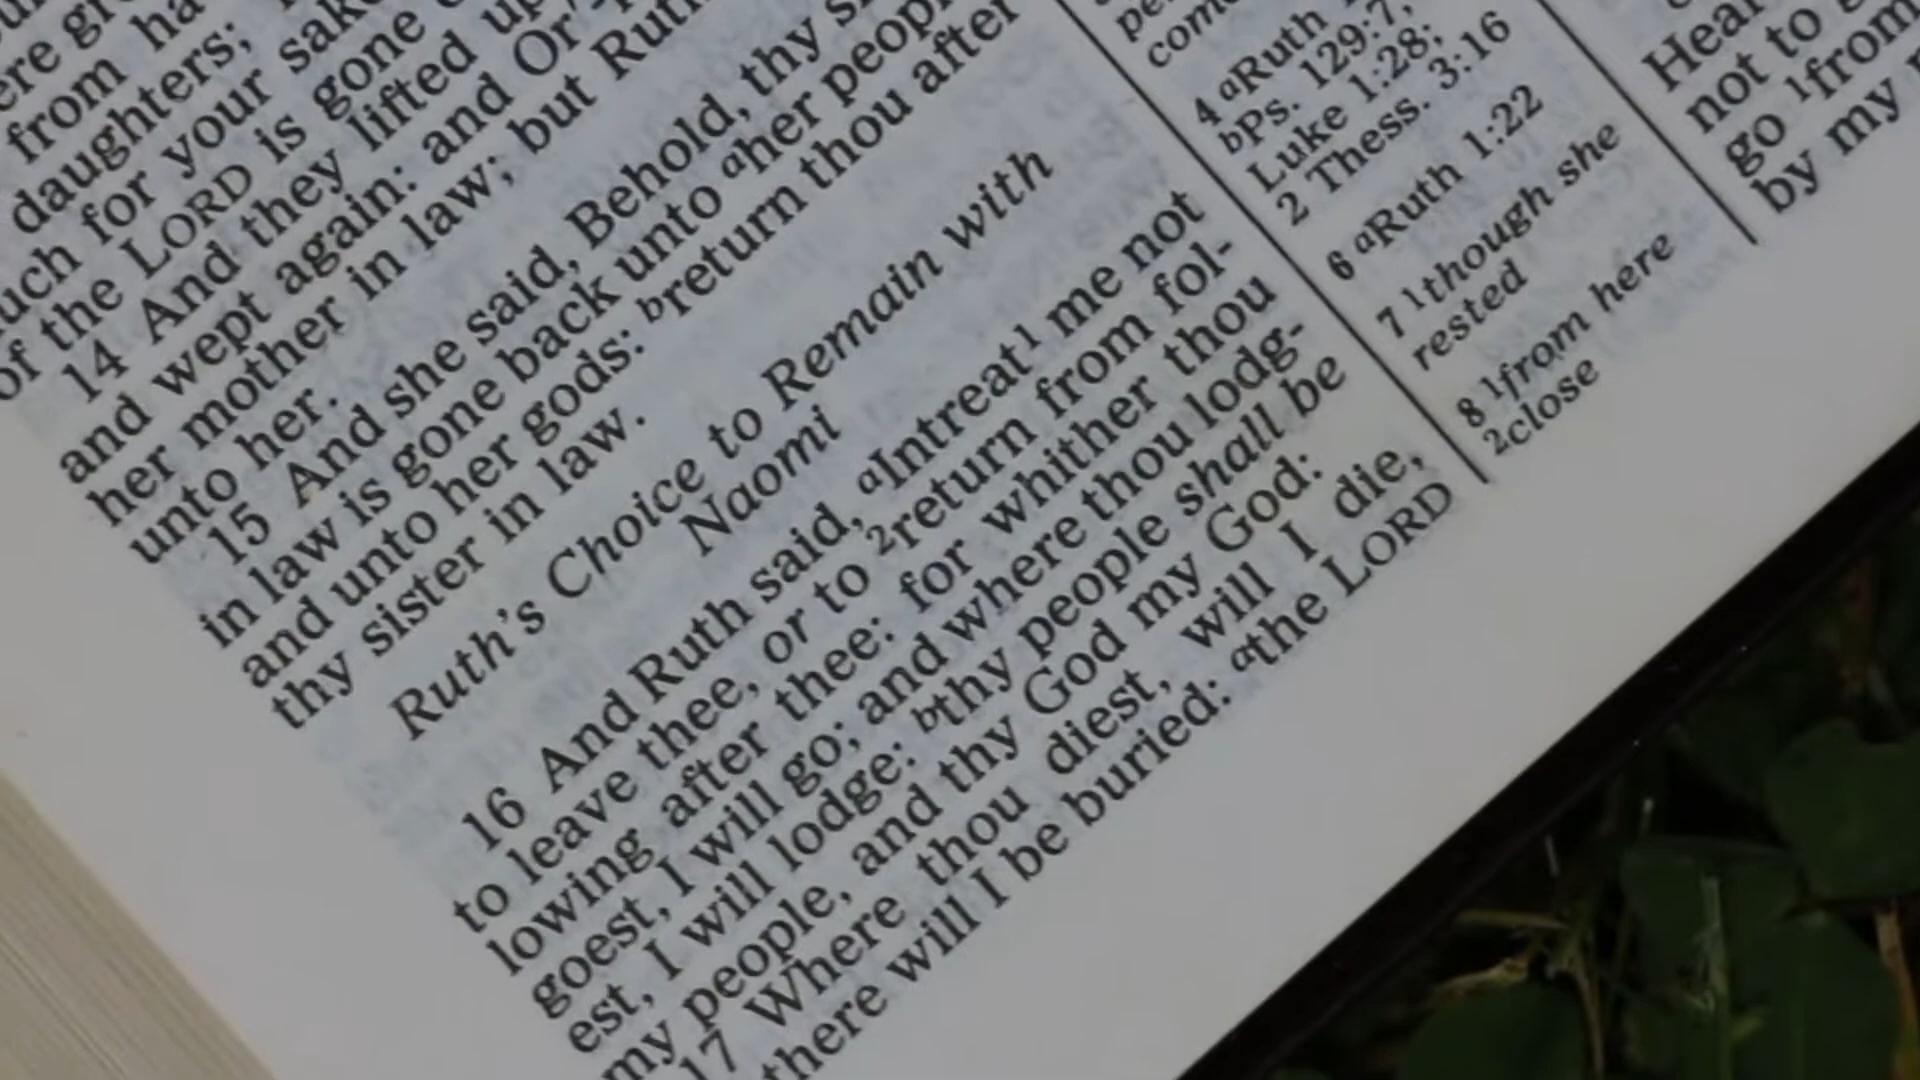 from ha
daughters;
much for your sake
of the LORD is gone
14 And they lifted up
and wept again: and Or'-
her mother in law; but Ruth
unto her.
15 And she said, Behold, thy
in law is gone back unto aher people
and unto her gods: breturn thou after
thy sister in law.
Ruth's Choice to Remain with
Naomi
16 And Ruth said, aIntreat1 me not
to leave thee, or to 2return from fol-
lowing after thee: for whither thou
goest, I will go; and where thou lodg-
est, I will lodge: bthy people shall be
my people, and thy God my God:
17 Where thou diest, will I die,
there will I be buried: athe LORD
4 aRuth
bPs. 129:7,
Luke 1:28;
2 Thess. 3:16
6 aRuth 1:22
7 1though she
rested
8 1from here
2close
not to
go 1from
by my